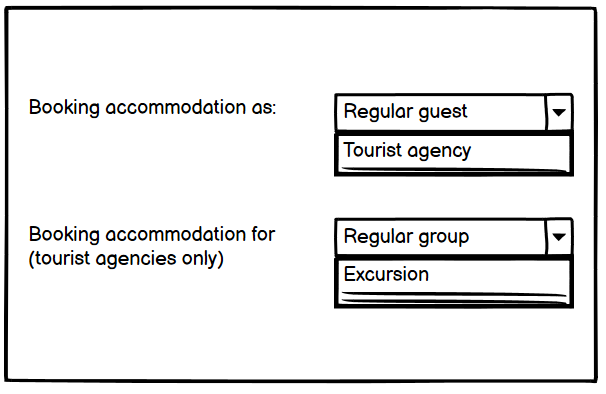 Booking accommodation as:
Regular guest
Tourist agency
Booking accommodation for
(tourist agencies only)
Regular group
Excursion